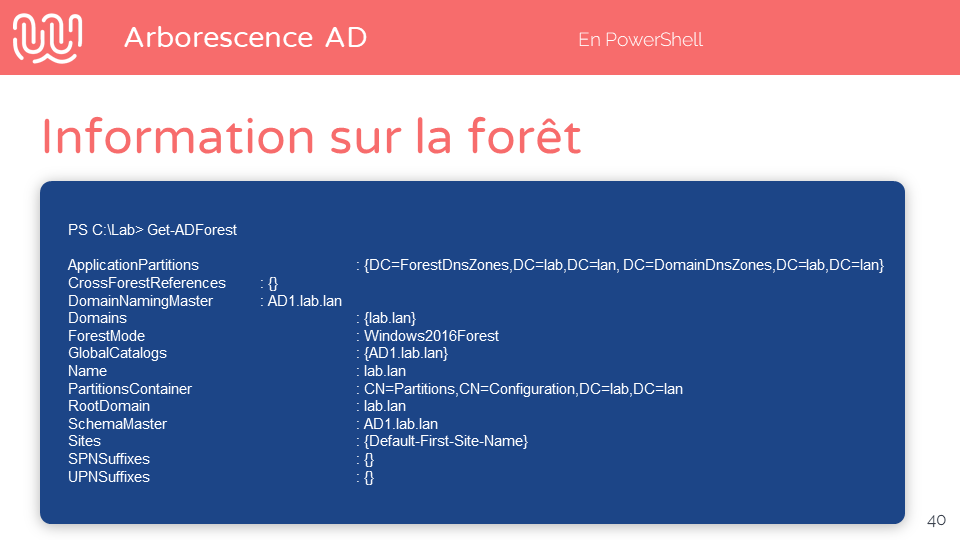 Arborescence AD
En PowerShell
Information sur la forêt
PS C:\Lab> Get-ADForest
ApplicationPartitions : {DC=ForestDnsZones,DC=lab,DC=lan, DC=DomainDnsZones,DC=lab,DC=lan}
CrossForestReferences : {}
DomainNamingMaster : AD1.lab.lan
Domains : {lab.lan}
ForestMode : Windows2016Forest
GlobalCatalogs : {AD1.lab.lan}
Name : lab.lan
PartitionsContainer : CN=Partitions,CN=Configuration,DC=lab,DC=lan
RootDomain : lab.lan
SchemaMaster : AD1.lab.lan
Sites : {Default-First-Site-Name}
SPNSuffixes : {}
UPNSuffixes : {}
40